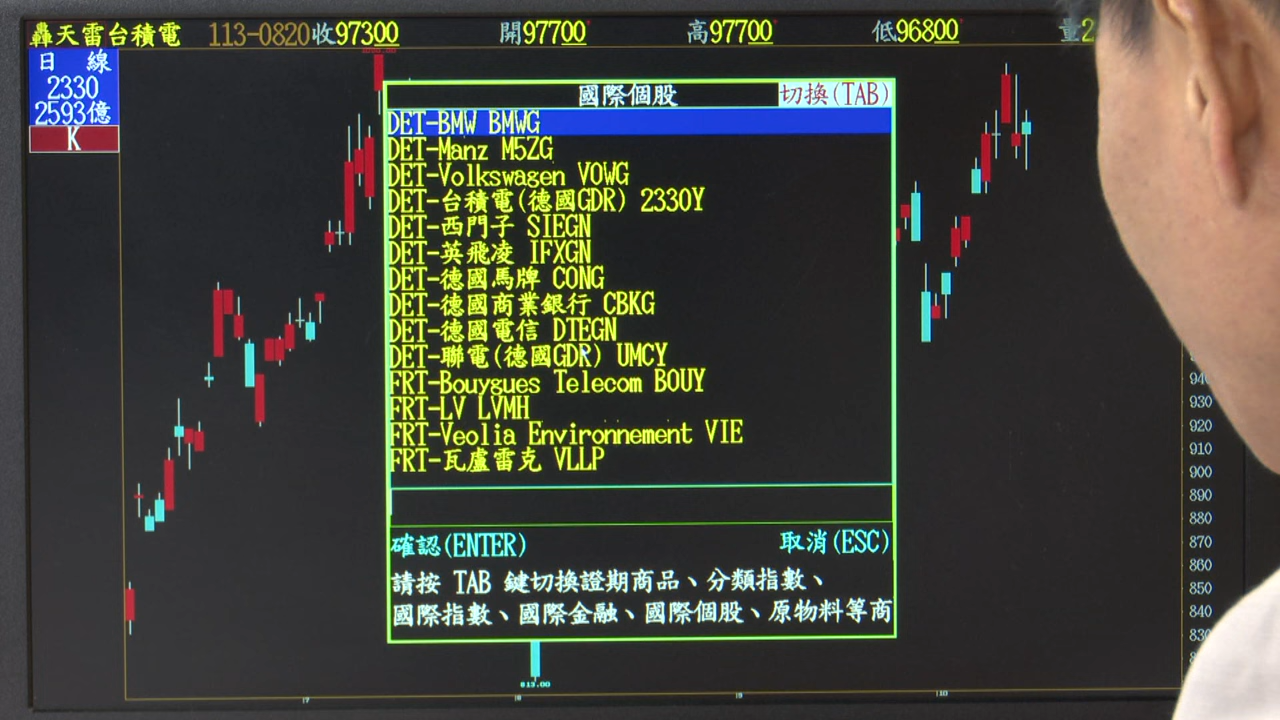 轟天雷台積電 113-0820收97300 開97700 高97700 低96800 量2
日 線
2330
2593億
K
國際個股 切換(TAB)
DET-BMW BMWG
DET-Manz M5ZG
DET-Volkswagen VOWG
DET-台積電(德國GDR) 2330Y
DET-西門子 SIEGN
DET-英飛凌 IFXGN
DET-德國馬牌 CONG
DET-德國商業銀行 CBKG
DET-德國電信 DTEGN
DET-聯電(德國GDR) UMCY
FRT-Bouygues Telecom BOUY
FRT-LV LVMH
FRT-Veolia Environnement VIE
FRT-瓦盧雷克 VLLP
確認(ENTER) 取消(ESC)
請按 TAB 鍵切換證期商品、分類指數、
國際指數、國際金融、國際個股、原物料等商
930
920
910
900
890
880
870
860
850
840
830
813.00
7 8 9 10